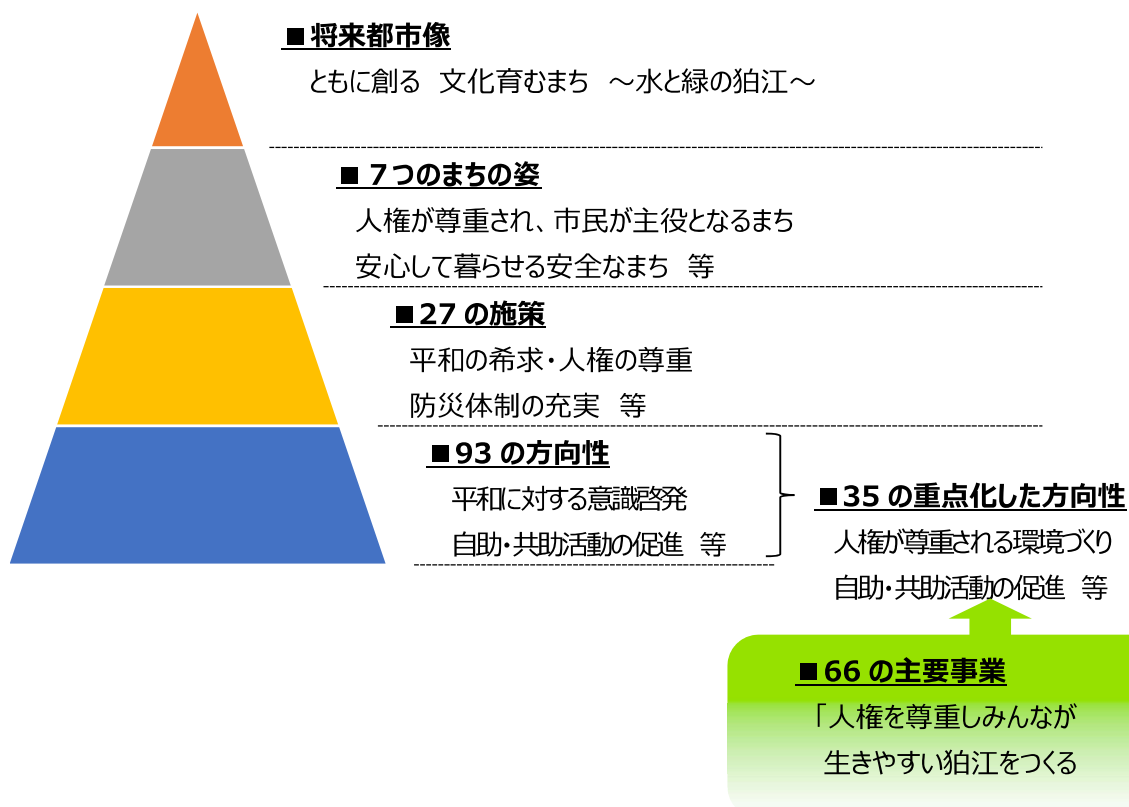 ■将来都市像
ともに創る　文化育むまち　～水と緑の狛江～
■７つのまちの姿
人権が尊重され、市民が主役となるまち
安心して暮らせる安全なまち　等
■27の施策
平和の希求・人権の尊重
防災体制の充実　等
■93の方向性
平和に対する意識啓発
自助・共助活動の促進　等
■35の重点化した方向性
人権が尊重される環境づくり
自助・共助活動の促進　等
■66の主要事業
「人権を尊重しみんなが
生きやすい狛江をつくる